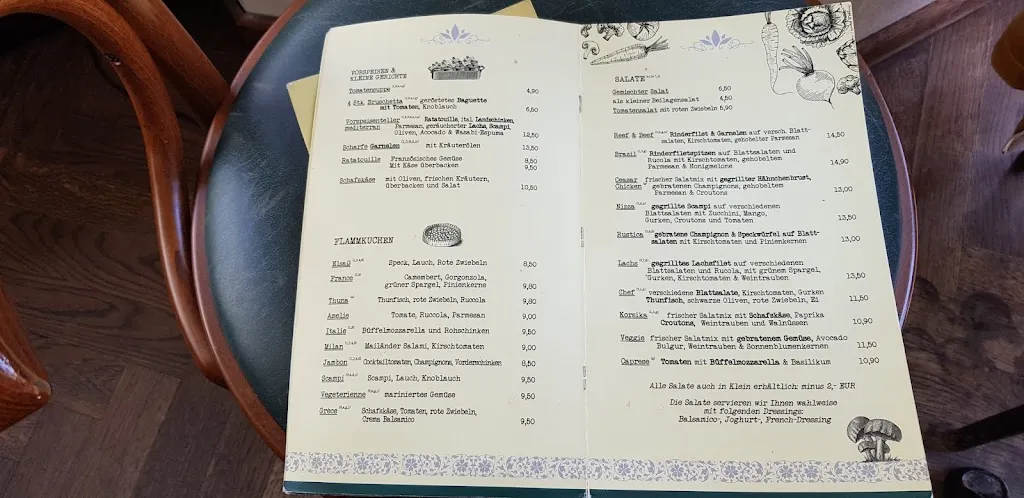 VORSPEISEN &
KLEINE GERICHTE
Tomatensuppe 4,90
4 Stk. Bruschetta geröstetes Baguette
mit Tomaten, Knoblauch 6,50
Vorspeisenteller Ratatouille, ital. Landschinken,
mediterran Parmesan, geräucherter Lachs, Scampi,
Oliven, Avocado & Wasabi-Espuma 12,50
Scharfe Garnelen mit Kräuterölen 13,50
Ratatouille Französisches Gemüse 8,50
Mit Käse überbacken 9,50
Schafskäse mit Oliven, frischen Kräutern,
überbacken und Salat 10,50
FLAMMKUCHEN
Elsaß Speck, Lauch, Rote Zwiebeln 8,50
France Camembert, Gorgonzola,
grüner Spargel, Pinienkerne 9,80
Thuna Thunfisch, rote Zwiebeln, Ruccola 9,80
Amelie Tomate, Ruccola, Parmesan 9,00
Italie Büffelmozzarella und Rohschinken 9,50
Milan Mailänder Salami, Kirschtomaten 9,00
Jambon Cocktailtomaten, Champignons, Vorderschinken 8,50
Scampi Scampi, Lauch, Knoblauch 9,50
Vegeterienne mariniertes Gemüse 9,50
Grece Schafskäse, Tomaten, rote Zwiebeln,
Crema Balsamico 9,50
SALATE
Gemischter Salat 6,50
als kleiner Beilagensalat 4,50
Tomatensalat mit roten Zwiebeln 5,90
Beef & Beef Rinderfilet & Garnelen auf versch. Blatt-
salaten, Kirschtomaten, gehobelter Parmesan 14,50
Brasil Rinderfiletspitzen auf Blattsalaten und
Rucola mit Kirschtomaten, gehobeltem
Parmesan & Honigmelone 14,90
Ceasar frischer Salatmix mit gegrillter Hähnchenbrust,
Chicken gebratenen Champignons, gehobeltem
Parmesan & Croutons 13,00
Nizza gegrillte Scampi auf verschiedenen
Blattsalaten mit Zucchini, Mango,
Gurken, Croutons und Tomaten 13,50
Rustica gebratene Champignon & Speckwürfel auf Blatt-
salaten mit Kirschtomaten und Pinienkernen 13,00
Lachs gegrilltes Lachsfilet auf verschiedenen
Blattsalaten und Rucola, mit grünem Spargel,
Gurken, Kirschtomaten & Weintrauben 13,50
Chef verschiedene Blattsalate, Kirschtomaten, Gurken
Thunfisch, schwarze Oliven, rote Zwiebeln, Ei 11,50
Korsika frischer Salatmix mit Schafskäse, Paprika
Croutons, Weintrauben und Walnüssen 10,90
Veggie frischer Salatmix mit gebratenem Gemüse, Avocado
Bulgur, Weintrauben & Sonnenblumenkernen 11,50
Caprese Tomaten mit Büffelmozzarella & Basilikum 10,90
Alle Salate auch in Klein erhältlich: minus 2,- EUR
Die Salate servieren wir Ihnen wahlweise
mit folgenden Dressings:
Balsamico-, Joghurt-, French-Dressing